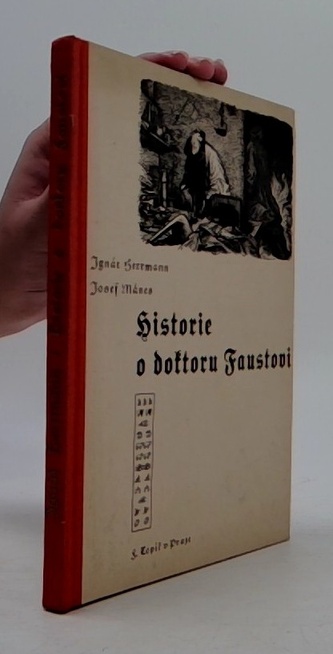 Ignát Herrmann
Josef Mánes
Historie
o doktoru Faustovi
F. Topič v Praze